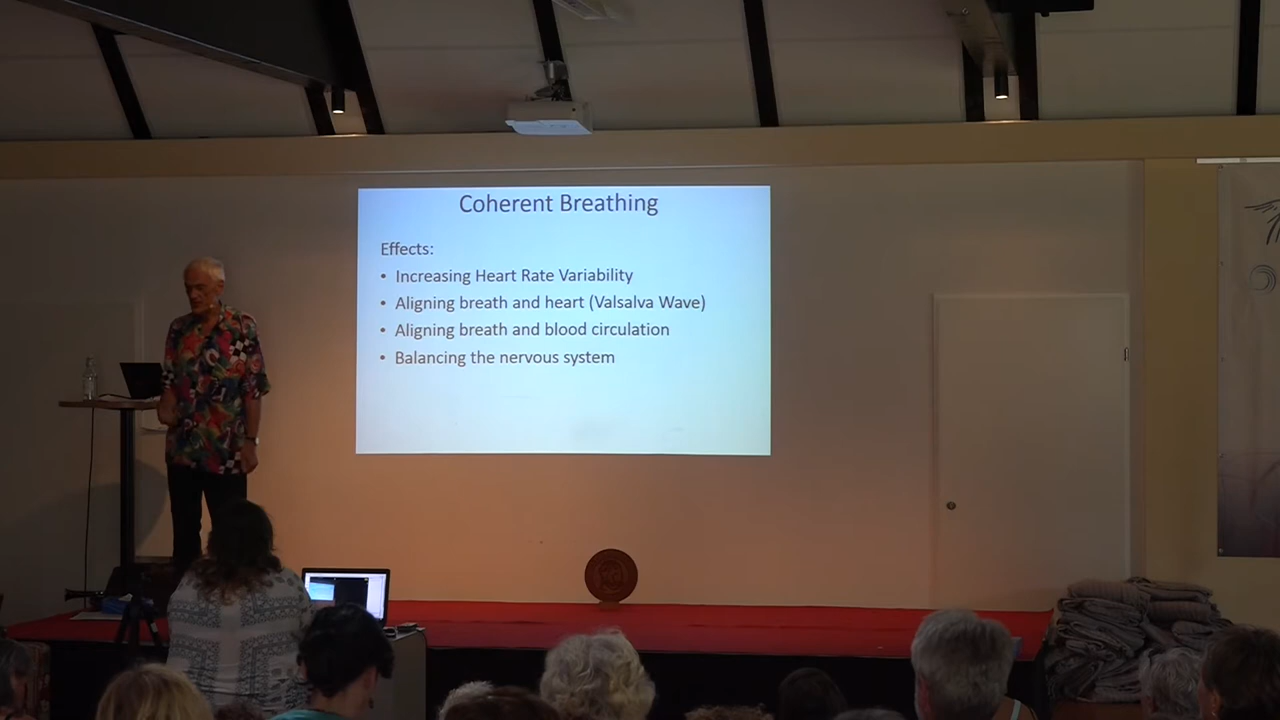 Coherent Breathing
Effects:
• Increasing Heart Rate Variability
• Aligning breath and heart (Valsalva Wave)
• Aligning breath and blood circulation
• Balancing the nervous system